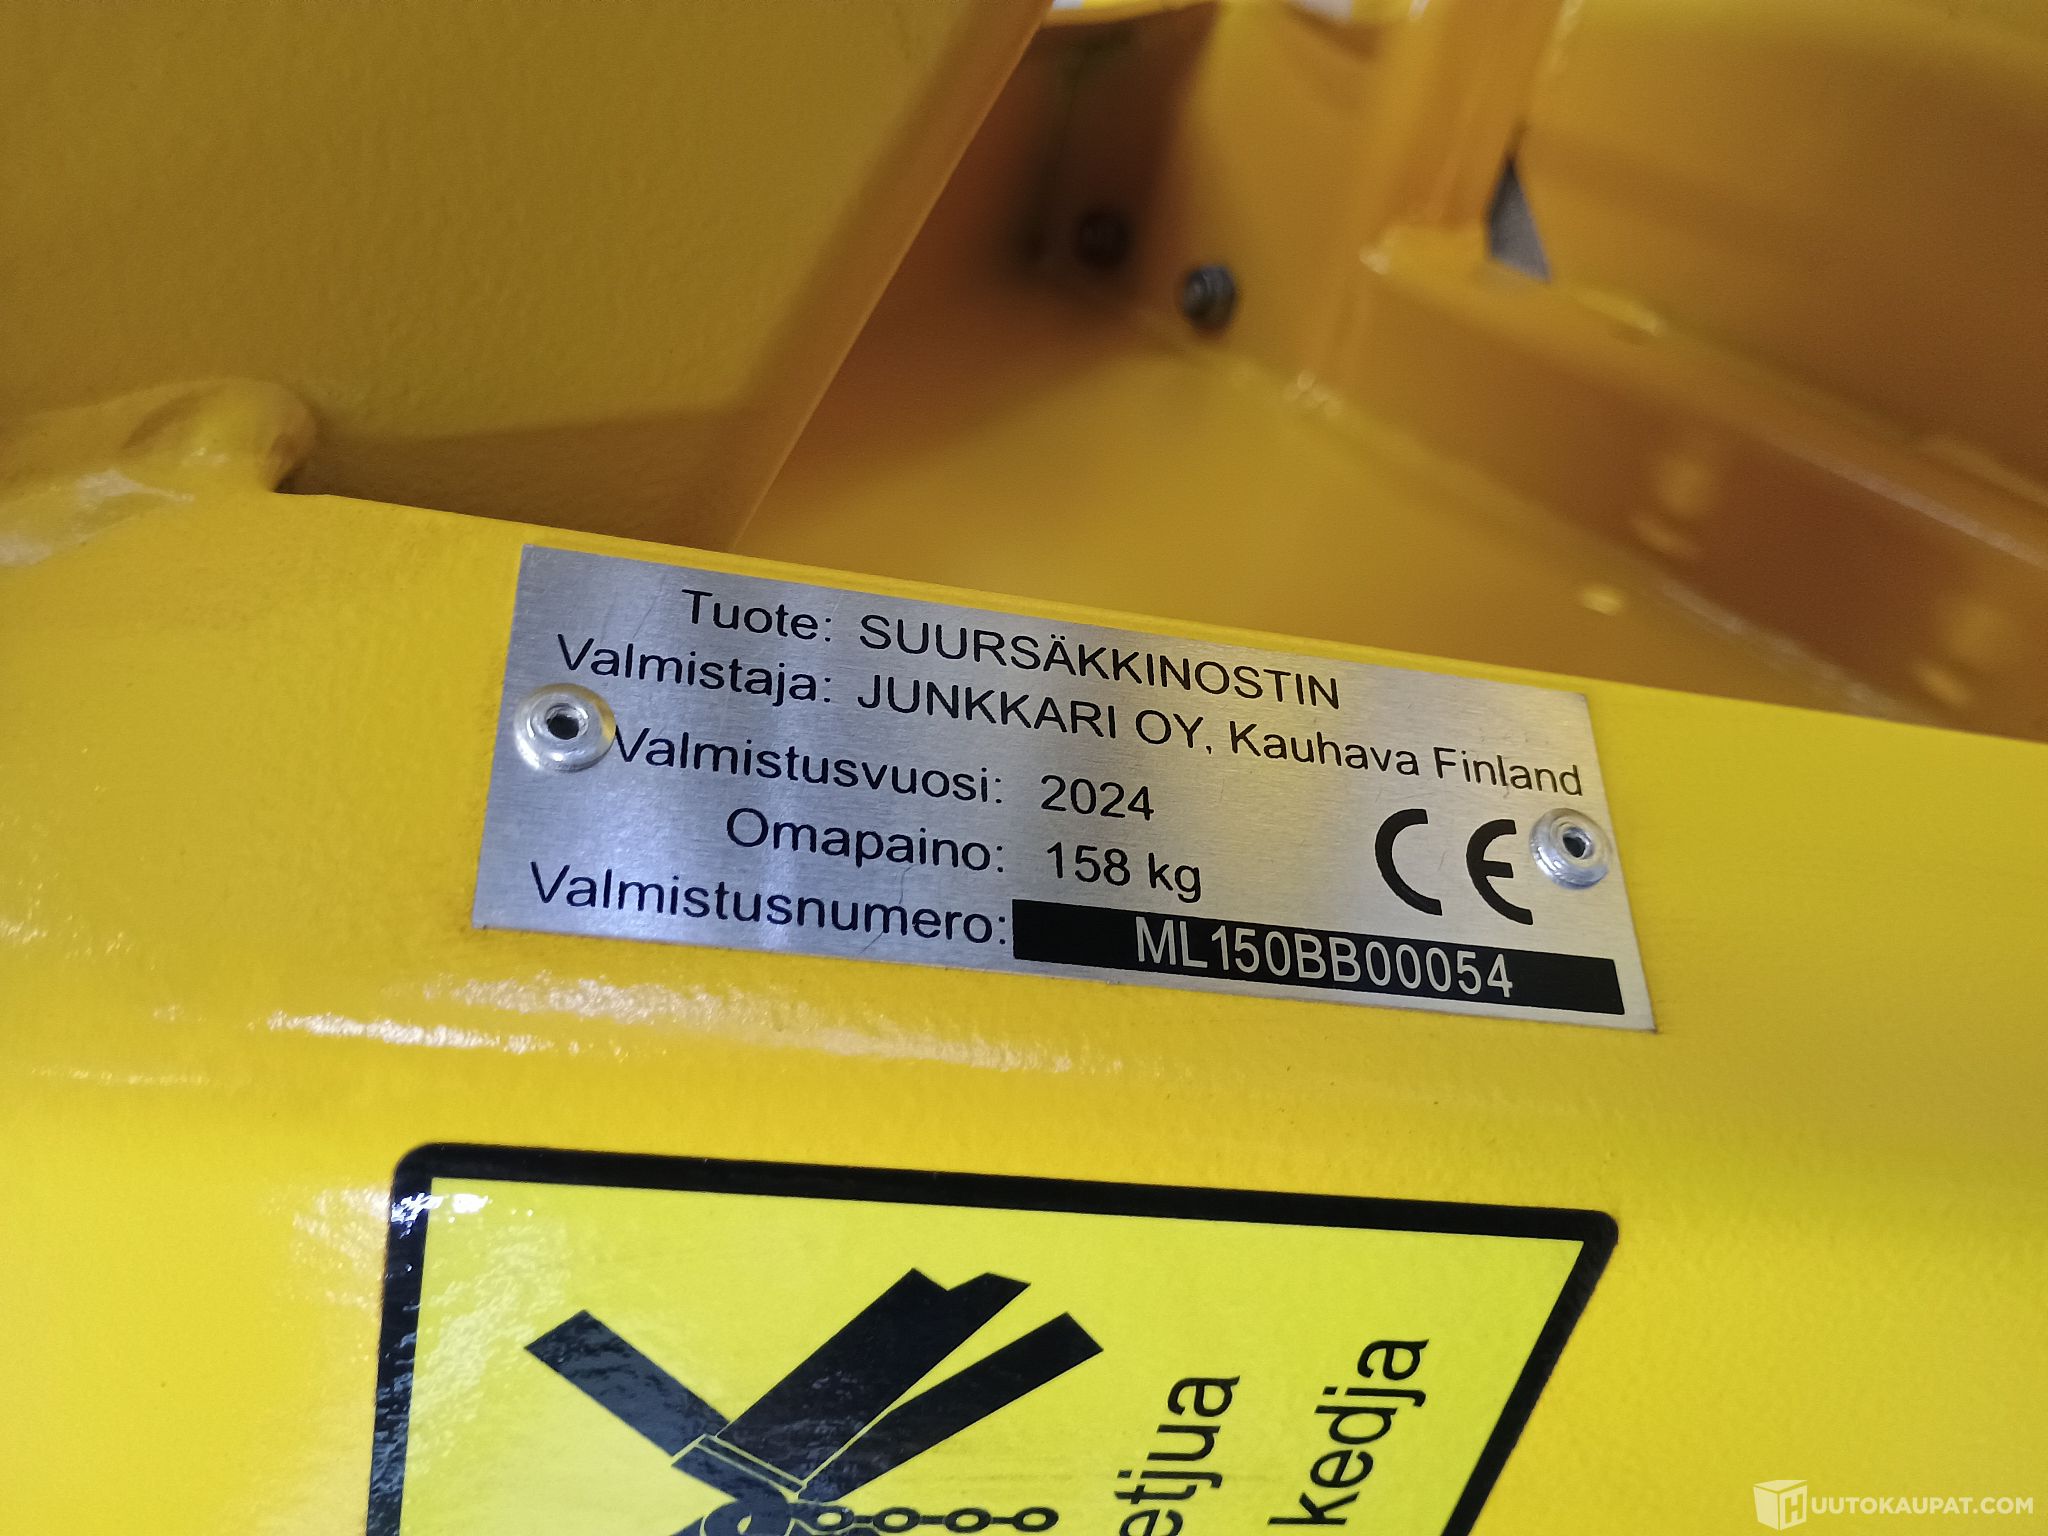 Tuote: SUURSÄKKINOSTIN
Valmistaja: JUNKKARI OY, Kauhava Finland
Valmistusvuosi: 2024
Omapaino: 158 kg
CE
Valmistusnumero: ML150BB00054
kedja
HUUTOKAUPAT.COM